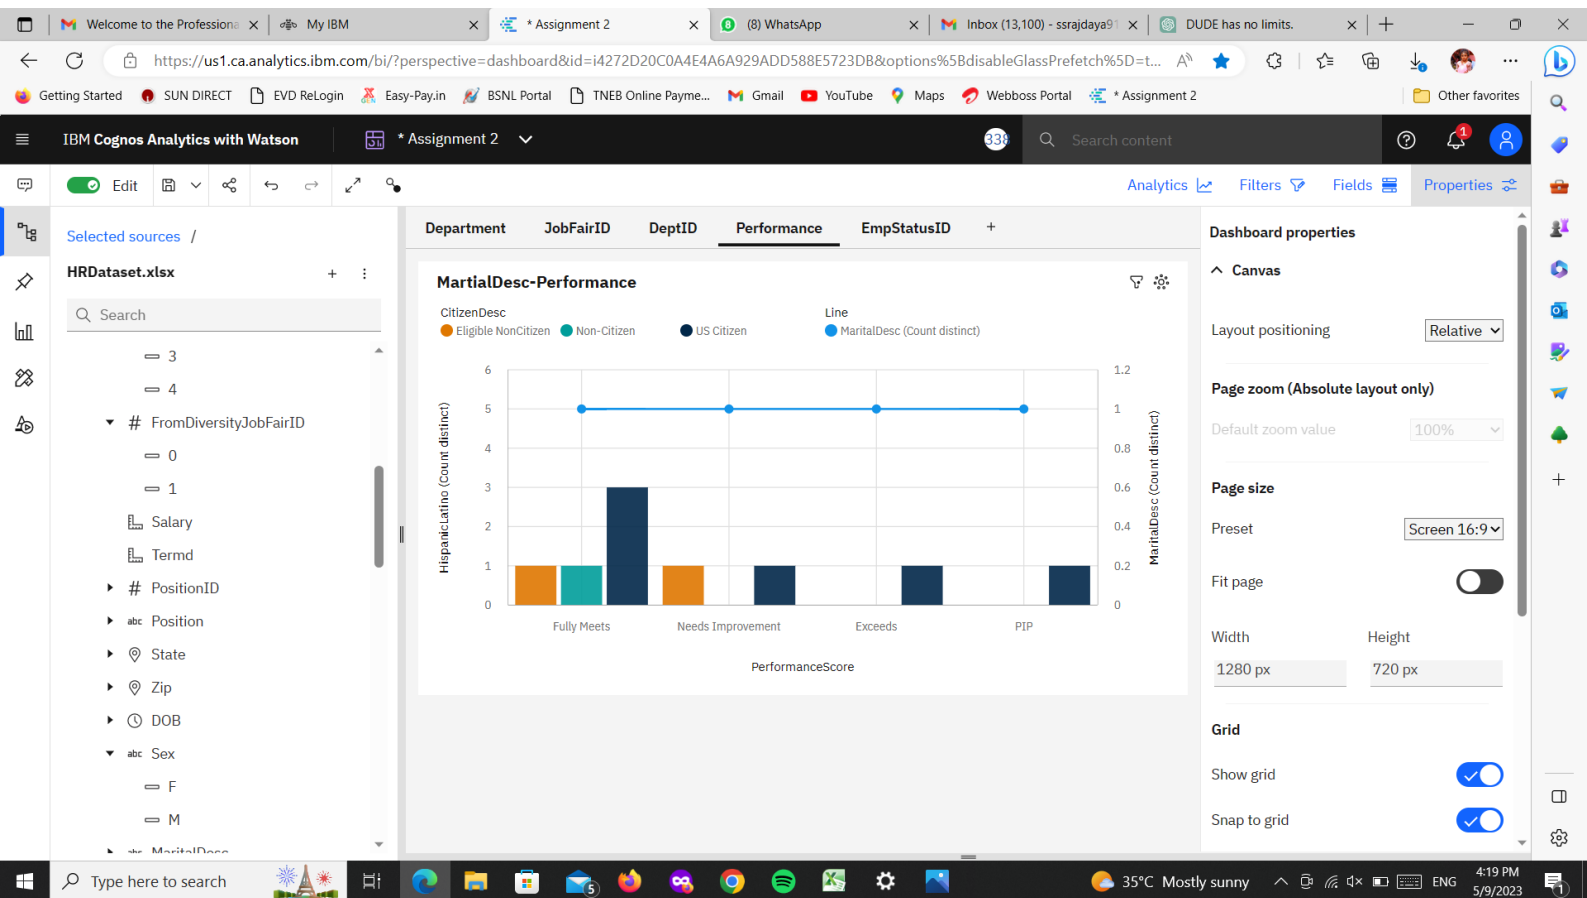 Welcome to the Professiona
My IBM
* Assignment 2
(8) WhatsApp
Inbox (13,100) - ssrajdaya91
DUDE has no limits.
https://us1.ca.analytics.ibm.com/bi/?perspective=dashboard&id=i4272D20C0A4E4A6A929ADD588E5723DB&options%5BdisableGlassPrefetch%5D=t...
Getting Started
SUN DIRECT
EVD ReLogin
Easy-Pay.in
BSNL Portal
TNEB Online Payme...
Gmail
YouTube
Maps
Webboss Portal
* Assignment 2
Other favorites
IBM Cognos Analytics with Watson
* Assignment 2
338
Search content
1
Edit
Analytics
Filters
Fields
Properties
Selected sources /
HRDataset.xlsx
Search
3
4
# FromDiversityJobFairID
0
1
Salary
Termd
# PositionID
abc Position
State
Zip
DOB
abc Sex
F
M
abc MaritalDesc
Department
JobFairID
DeptID
Performance
EmpStatusID
+
MartialDesc-Performance
CitizenDesc
Eligible NonCitizen
Non-Citizen
US Citizen
Line
MaritalDesc (Count distinct)
HispanicLatino (Count distinct)
6
5
4
3
2
1
0
1.2
1
0.8
0.6
0.4
0.2
0
MaritalDesc (Count distinct)
Fully Meets
Needs Improvement
Exceeds
PIP
PerformanceScore
Dashboard properties
Canvas
Layout positioning
Relative
Page zoom (Absolute layout only)
Default zoom value
100%
Page size
Preset
Screen 16:9
Fit page
Width
Height
1280 px
720 px
Grid
Show grid
Snap to grid
Type here to search
5
35°C Mostly sunny
ENG
4:19 PM
5/9/2023
1